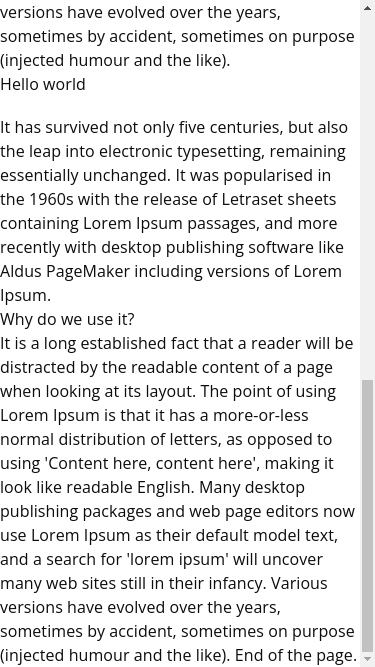 versions have evolved over the years,
sometimes by accident, sometimes on purpose
(injected humour and the like).
Hello world
It has survived not only five centuries, but also
the leap into electronic typesetting, remaining
essentially unchanged. It was popularised in
the 1960s with the release of Letraset sheets
containing Lorem Ipsum passages, and more
recently with desktop publishing software like
Aldus PageMaker including versions of Lorem
Ipsum.
Why do we use it?
It is a long established fact that a reader will be
distracted by the readable content of a page
when looking at its layout. The point of using
Lorem Ipsum is that it has a more-or-less
normal distribution of letters, as opposed to
using 'Content here, content here', making it
look like readable English. Many desktop
publishing packages and web page editors now
use Lorem Ipsum as their default model text,
and a search for 'lorem ipsum' will uncover
many web sites still in their infancy. Various
versions have evolved over the years,
sometimes by accident, sometimes on purpose
(injected humour and the like). End of the page.